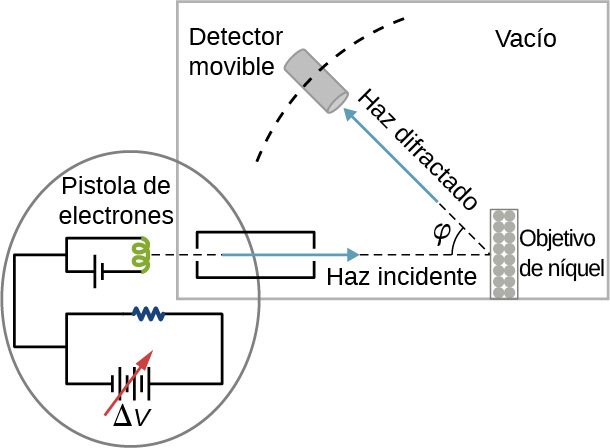 Detector
movible
Vacío
Haz difractado
Pistola de
electrones
φ
Haz incidente
Objetivo
de níquel
ΔV